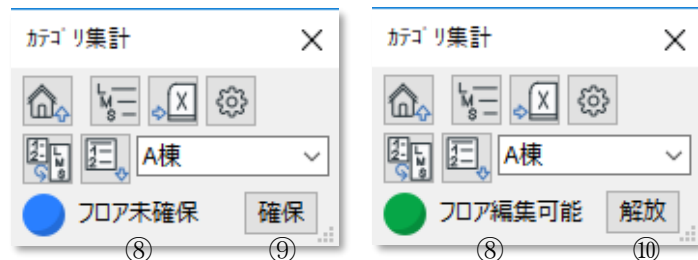 カテゴリ集計
A棟
フロア未確保 確保
⑧ ⑨
カテゴリ集計
A棟
フロア編集可能 解放
⑧ ⑩